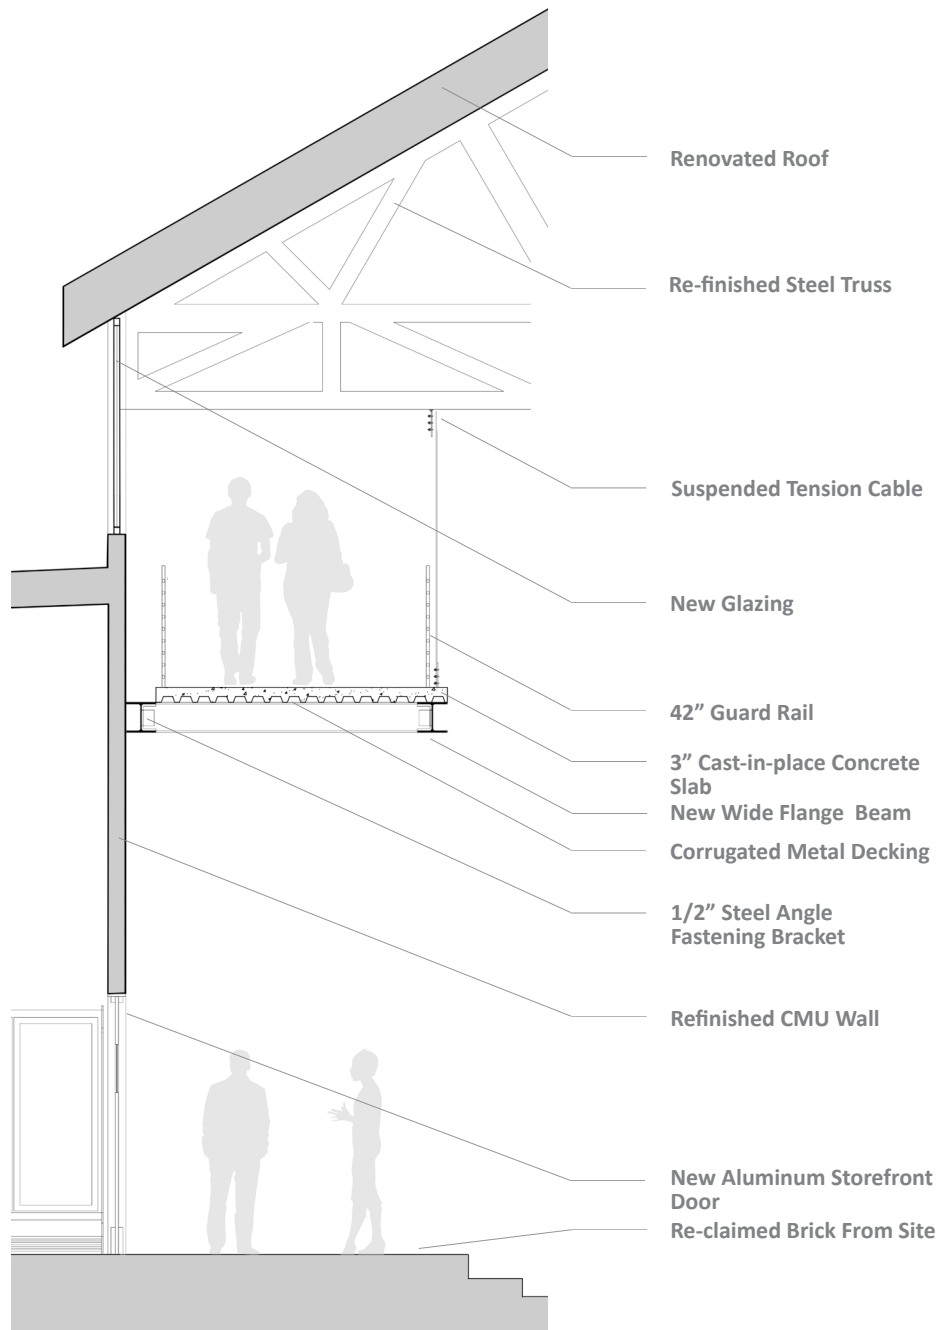 Renovated Roof
Re-finished Steel Truss
Suspended Tension Cable
New Glazing
42” Guard Rail
3” Cast-in-place Concrete
Slab
New Wide Flange  Beam
Corrugated Metal Decking
1/2” Steel Angle
Fastening Bracket
Refinished CMU Wall
New Aluminum Storefront
Door
Re-claimed Brick From Site